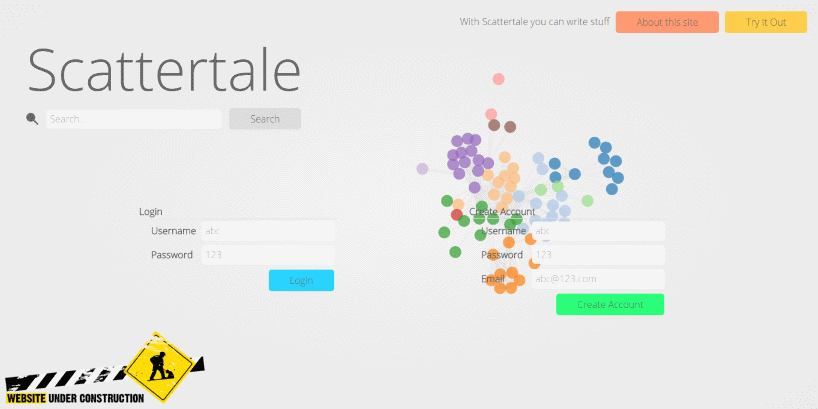 With Scattertale you can write stuff
About this site
Try It Out
Scattertale
Search...
Search
Login
Username abc
Password 123
Login
Create Account
Username abc
Password 123
Email abc@123.com
Create Account
WEBSITE UNDER CONSTRUCTION